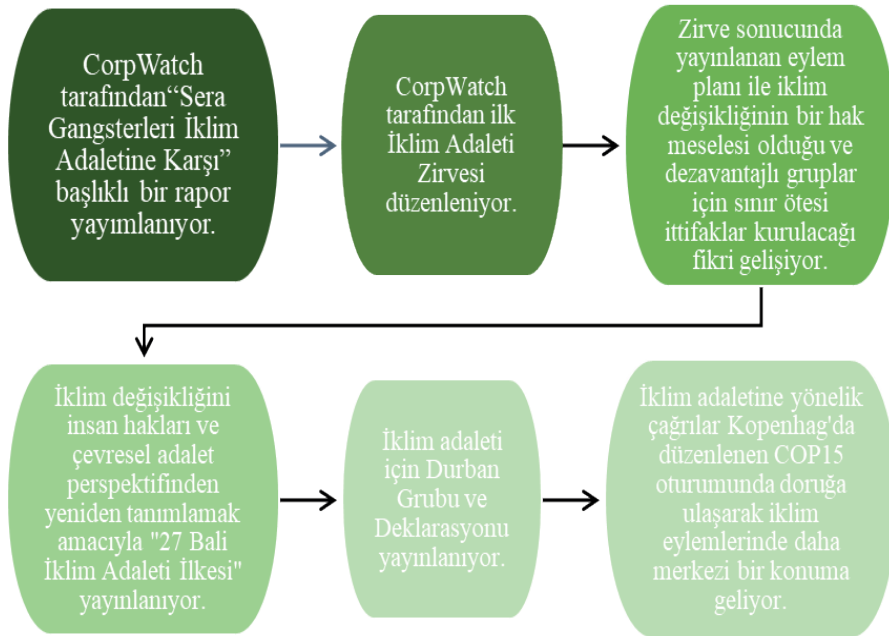 CorpWatch
tarafından“Sera
Gangsterleri İklim
Adaletine Karşı”
başlıklı bir rapor
yayımlanıyor.
CorpWatch
tarafından ilk
İklim Adaleti
Zirvesi
düzenleniyor.
Zirve sonucunda
yayınlanan eylem
planı ile iklim
değişikliğinin bir hak
meselesi olduğu ve
dezavantajlı gruplar
için sınır ötesi
ittifaklar kurulacağı
fikri gelişiyor.
İklim değişikliğini
insan hakları ve
çevresel adalet
perspektifinden
yeniden tanımlamak
amacıyla "27 Bali
İklim Adaleti İlkesi"
yayınlanıyor.
İklim adaleti
için Durban
Grubu ve
Deklarasyonu
yayınlanıyor.
İklim adaletine yönelik
çağrılar Kopenhag'da
düzenlenen COP15
oturumunda doruğa
ulaşarak iklim
eylemlerinde daha
merkezi bir konuma
geliyor.